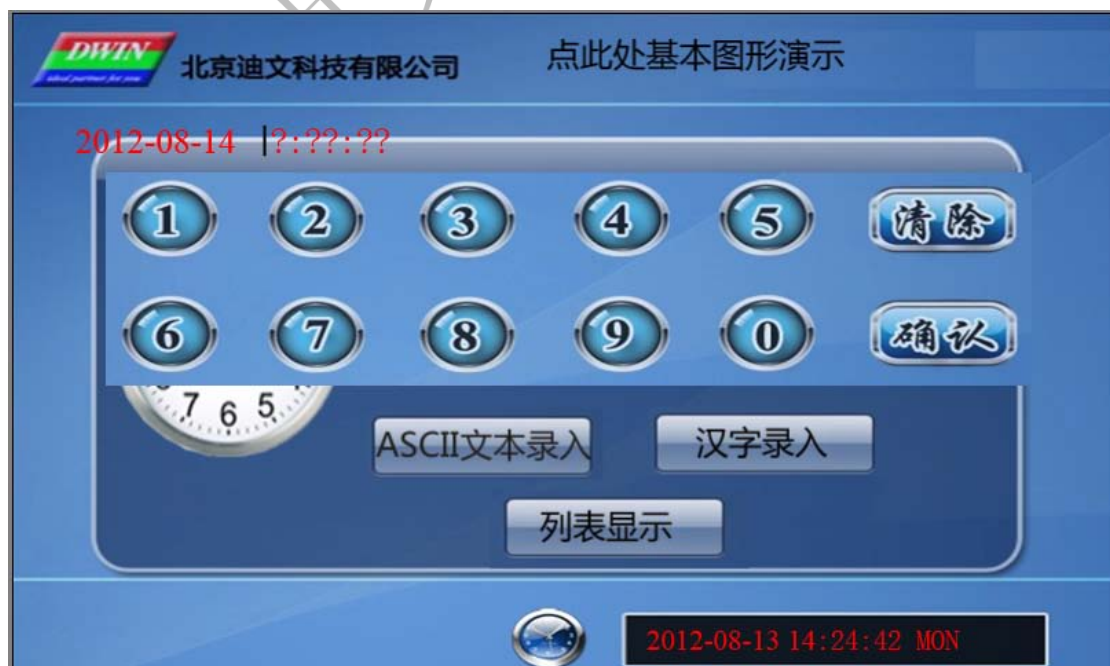 DWIN
北京迪文科技有限公司
点此处基本图形演示
2012-08-14 ?:??:??
1 2 3 4 5 清除
6 7 8 9 0 确认
7 6 5
ASCII文本录入
汉字录入
列表显示
2012-08-13 14:24:42 MON